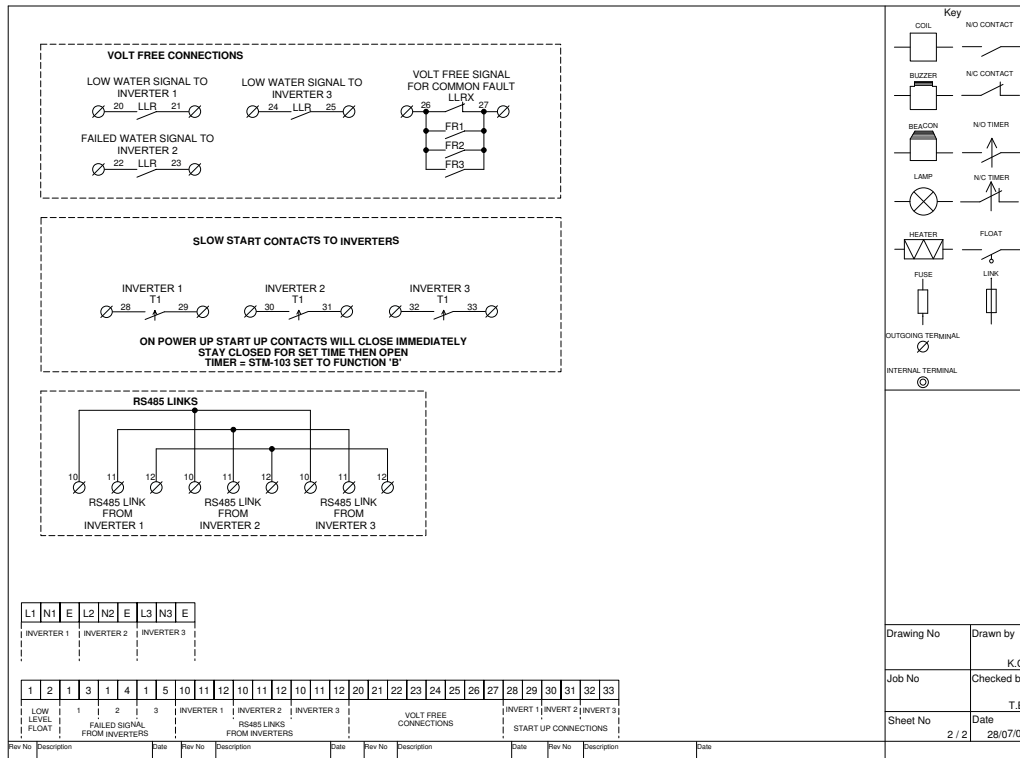 VOLT FREE CONNECTIONS
LOW WATER SIGNAL TO
INVERTER 1
20 LLR 21
LOW WATER SIGNAL TO
INVERTER 3
24 LLR 25
VOLT FREE SIGNAL
FOR COMMON FAULT
LLRX
26 27
FR1
FR2
FR3
FAILED WATER SIGNAL TO
INVERTER 2
22 LLR 23
SLOW START CONTACTS TO INVERTERS
INVERTER 1
T1
28 29
INVERTER 2
T1
30 31
INVERTER 3
T1
32 33
ON POWER UP START UP CONTACTS WILL CLOSE IMMEDIATELY
STAY CLOSED FOR SET TIME THEN OPEN
TIMER = STM-103 SET TO FUNCTION 'B'
RS485 LINKS
10 11 12 10 11 12 10 11 12
RS485 LINK
FROM
INVERTER 1
RS485 LINK
FROM
INVERTER 2
RS485 LINK
FROM
INVERTER 3
L1 N1 E L2 N2 E L3 N3 E
INVERTER 1 INVERTER 2 INVERTER 3
1 2 1 3 1 4 1 5 10 11 12 10 11 12 10 11 12 20 21 22 23 24 25 26 27 28 29 30 31 32 33
LOW
LEVEL
FLOAT
1 2 3
FAILED SIGNAL
FROM INVERTERS
INVERTER 1 INVERTER 2 INVERTER 3
RS485 LINKS
FROM INVERTERS
VOLT FREE
CONNECTIONS
INVERT 1 INVERT 2 INVERT 3
START UP CONNECTIONS
Rev No Description Date Rev No Description Date Rev No Description Date Rev No Description Date
Key
COIL N/O CONTACT
BUZZER N/C CONTACT
BEACON N/O TIMER
LAMP N/C TIMER
HEATER FLOAT
FUSE LINK
OUTGOING TERMINAL
INTERNAL TERMINAL
Drawing No Drawn by
K.
Job No Checked
T.
Sheet No Date
2 / 2 28/07/